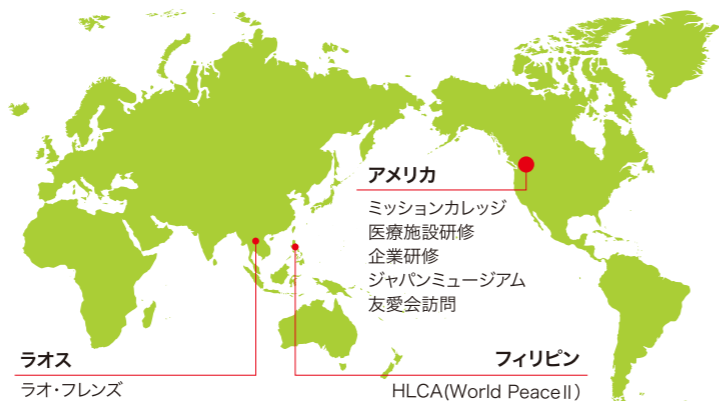 アメリカ
ミッションカレッジ
医療施設研修
企業研修
ジャパンミュージアム
友愛会訪問
ラオス
ラオ・フレンズ
フィリピン
HLCA(World PeaceⅡ)